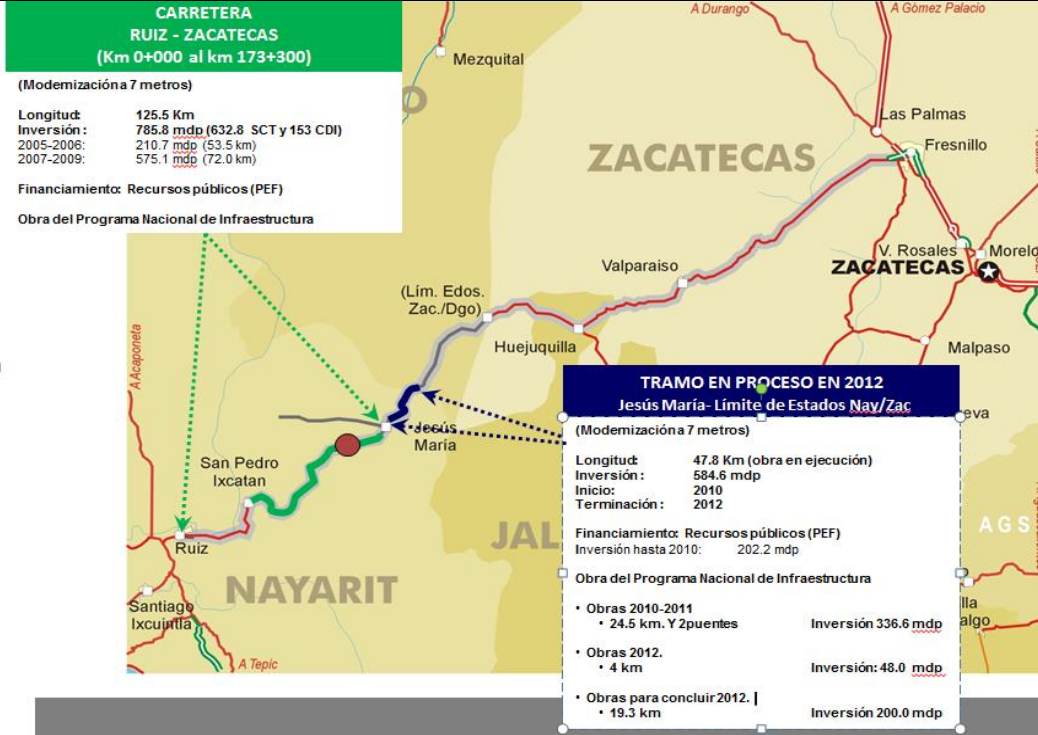 CARRETERA
RUIZ - ZACATECAS
(Km 0+000 al km 173+300)
(Modernización a 7 metros)
Longitud: 125.5 Km
Inversión: 785.8 mdp (632.8 SCT y 153 CDI)
2005-2006: 210.7 mdp (53.5 km)
2007-2009: 575.1 mdp (72.0 km)
Financiamiento: Recursos públicos (PEF)
Obra del Programa Nacional de Infraestructura
A Durango
A Gómez Palacio
Mezquital
O
Las Palmas
Fresnillo
ZACATECAS
V. Rosales
Morelo
ZACATECAS
Valparaiso
(Lím. Edos.
Zac./Dgo)
Huejuquilla
Malpaso
A Acaponeta
Jesús
María
San Pedro
Ixcatan
Ruiz
NAYARIT
JAL
Santiago
Ixcuintla
A Tepic
AGS
eva
lla
algo
TRAMO EN PROCESO EN 2012
Jesús María- Límite de Estados Nay/Zac
(Modernización a 7 metros)
Longitud: 47.8 Km (obra en ejecución)
Inversión: 584.6 mdp
Inicio: 2010
Terminación: 2012
Financiamiento: Recursos públicos (PEF)
Inversión hasta 2010: 202.2 mdp
Obra del Programa Nacional de Infraestructura
• Obras 2010-2011
• 24.5 km. Y 2puentes Inversión 336.6 mdp
• Obras 2012.
• 4 km Inversión: 48.0 mdp
• Obras para concluir 2012.
• 19.3 km Inversión 200.0 mdp